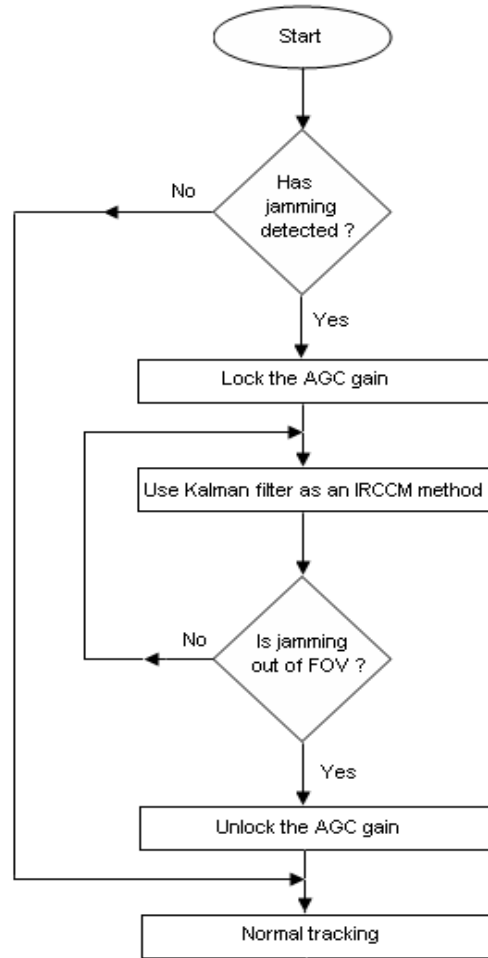 Start
Has
jamming
detected ?
No
Yes
Lock the AGC gain
Use Kalman filter as an IRCCM method
Is jamming
out of FOV ?
No
Yes
Unlock the AGC gain
Normal tracking